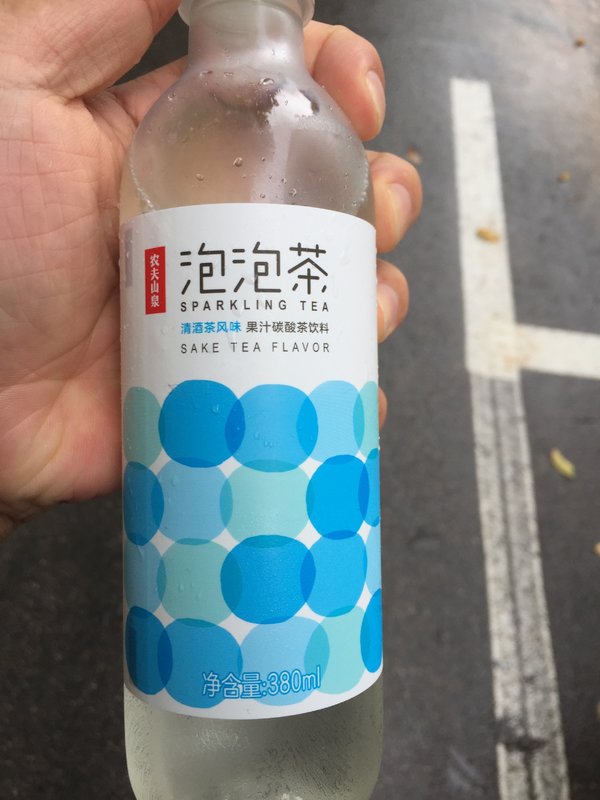 农夫山泉
泡泡茶
SPARKLING TEA
清酒茶风味 果汁碳酸茶饮料
SAKE TEA FLAVOR
净含量:380ml